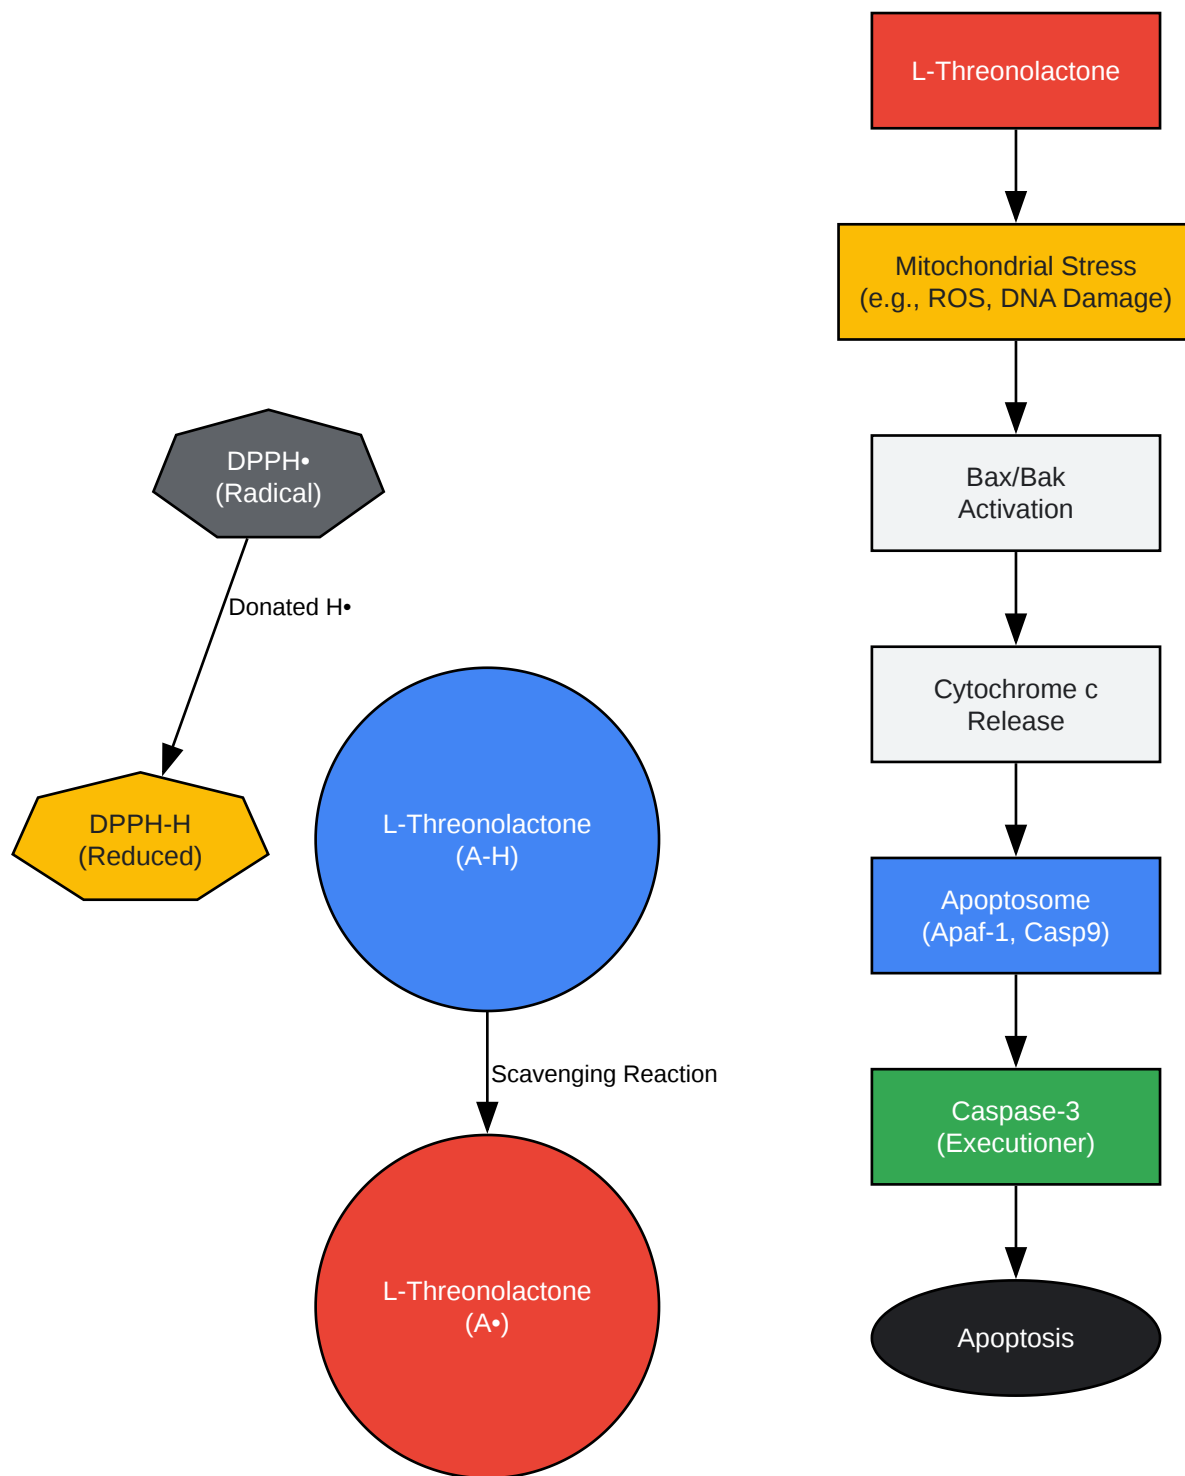 L-Threonolactone
Mitochondrial Stress
(e.g., ROS, DNA Damage)
Bax/Bak
Activation
Cytochrome c
Release
Apoptosome
(Apaf-1, Casp9)
Caspase-3
(Executioner)
Apoptosis
DPPH•
(Radical)
Donated H•
DPPH-H
(Reduced)
L-Threonolactone
(A-H)
Scavenging Reaction
L-Threonolactone
(A•)